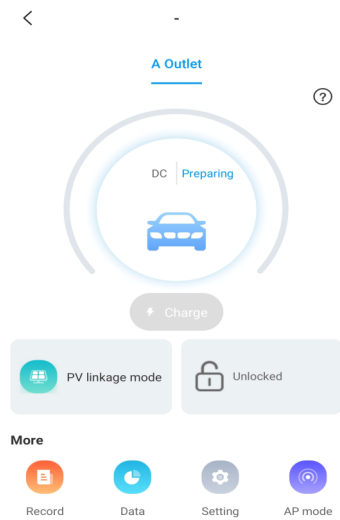 -
A Outlet
?
DC Preparing
Charge
PV linkage mode
Unlocked
More
Record Data Setting AP mode